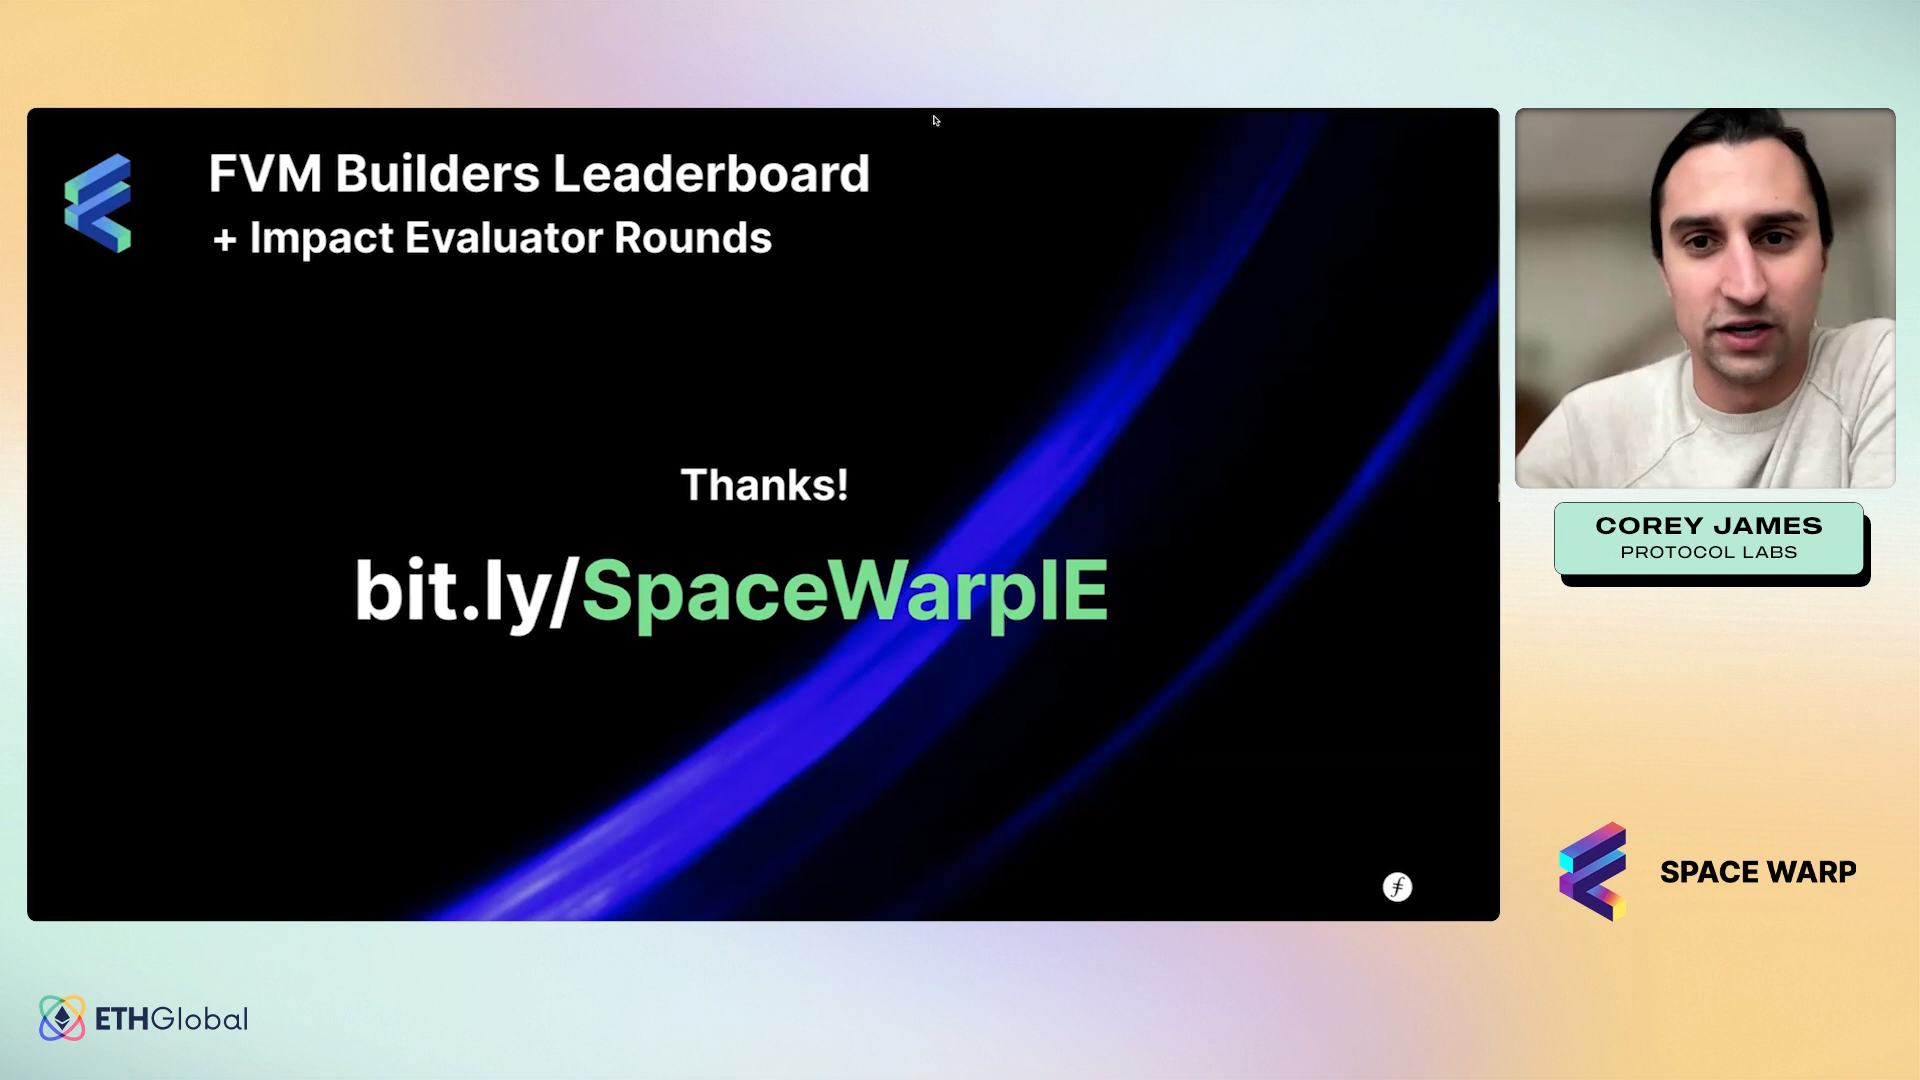 FVM Builders Leaderboard
+ Impact Evaluator Rounds
Thanks!
bit.ly/SpaceWarpIE
COREY JAMES
PROTOCOL LABS
SPACE WARP
ETHGlobal